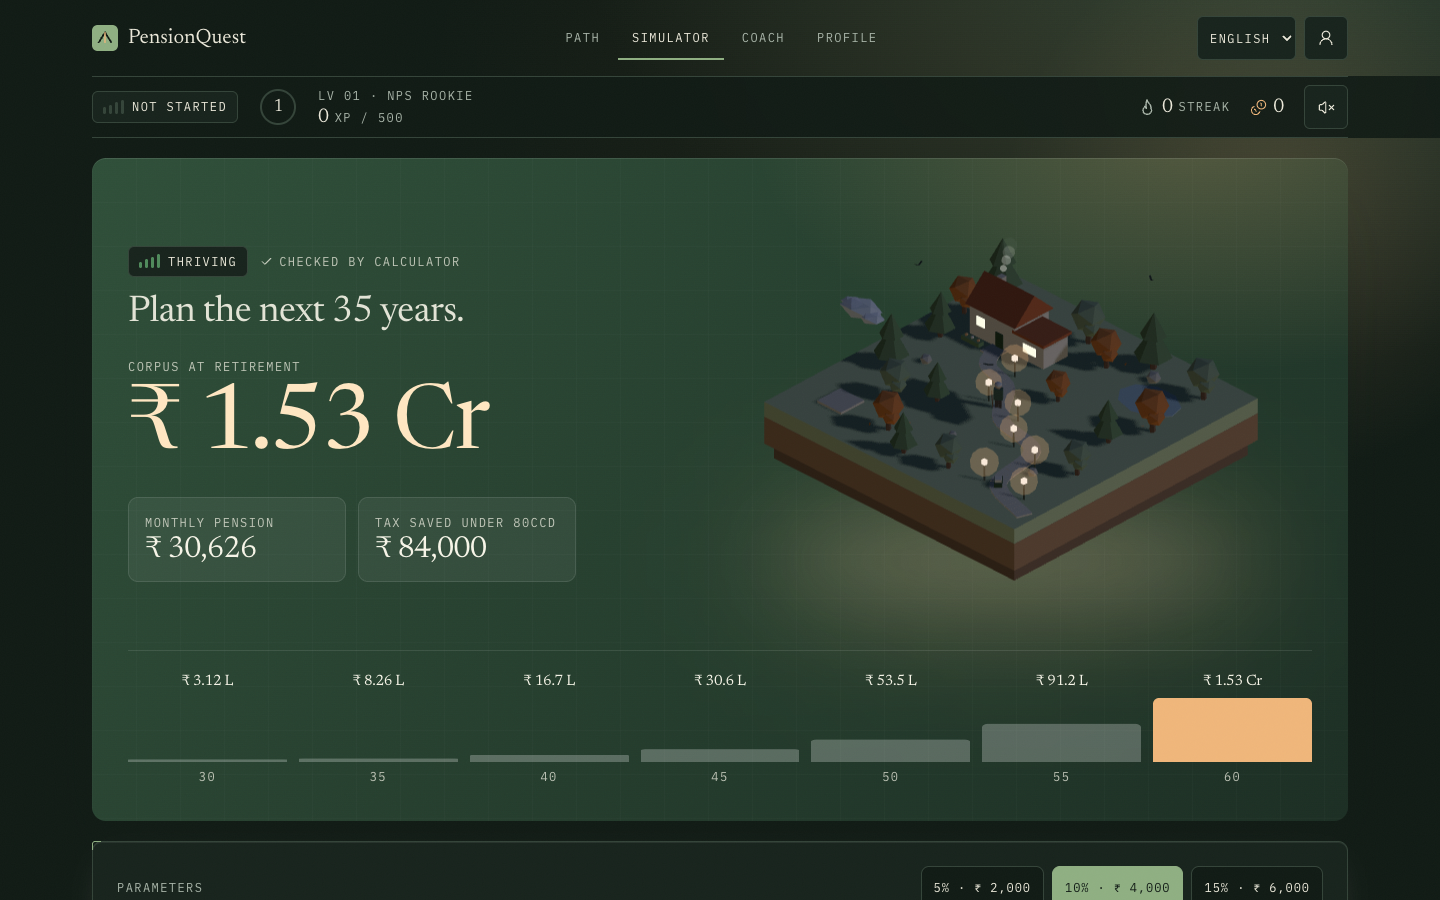 PensionQuest
PATH SIMULATOR COACH PROFILE
ENGLISH
NOT STARTED
1
LV 01 · NPS ROOKIE
0 XP / 500
0 STREAK
0
THRIVING
CHECKED BY CALCULATOR
Plan the next 35 years.
CORPUS AT RETIREMENT
₹ 1.53 Cr
MONTHLY PENSION
₹ 30,626
TAX SAVED UNDER 80CCD
₹ 84,000
₹ 3.12 L ₹ 8.26 L ₹ 16.7 L ₹ 30.6 L ₹ 53.5 L ₹ 91.2 L ₹ 1.53 Cr
30 35 40 45 50 55 60
PARAMETERS
5% · ₹ 2,000 10% · ₹ 4,000 15% · ₹ 6,000